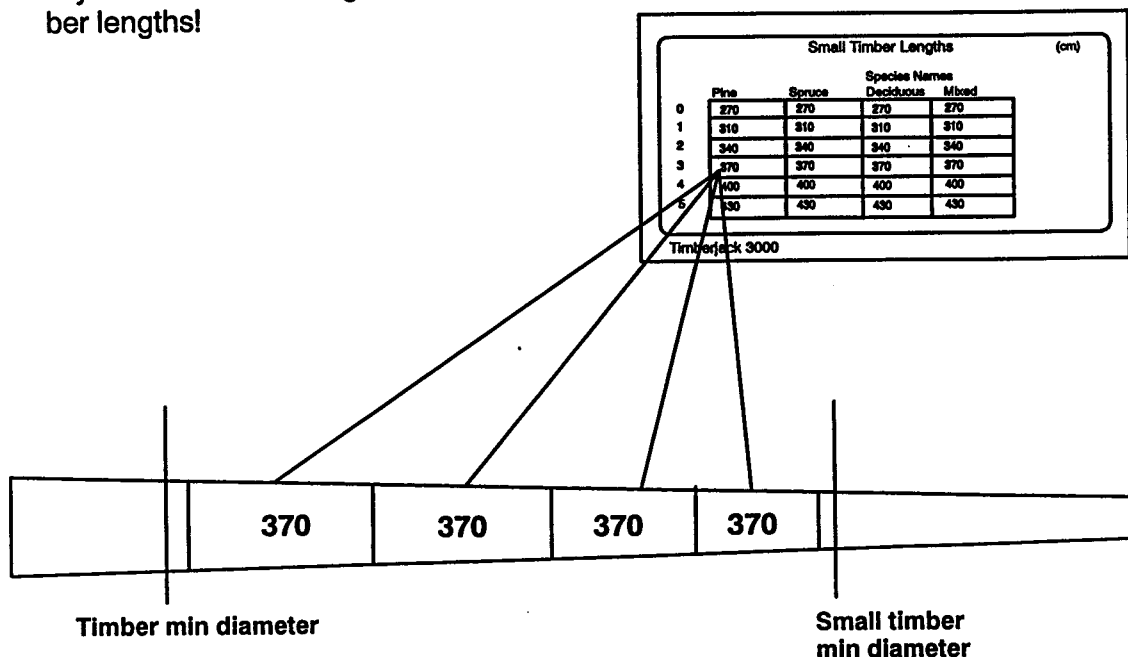 ber lengths!
Small Timber Lengths (cm)
Species Names
Pine Spruce Deciduous Mixed
0 270 270 270 270
1 310 310 310 310
2 340 340 340 340
3 370 370 370 370
4 400 400 400 400
5 430 430 430 430
Timberjack 3000
370 370 370 370
Timber min diameter
Small timber
min diameter